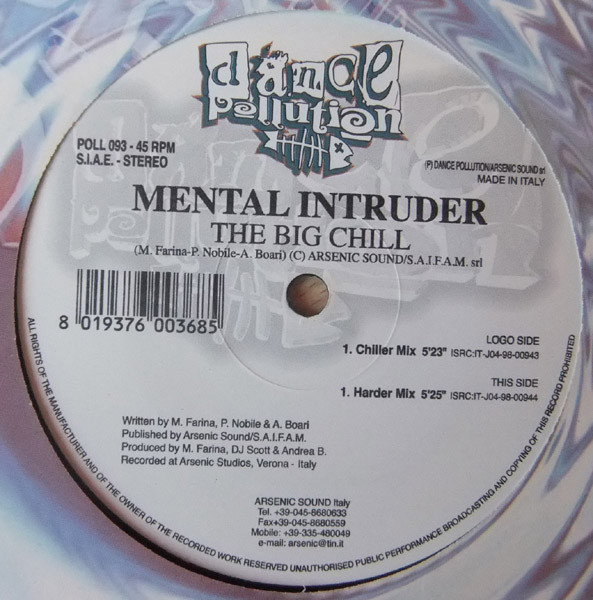 dance
pollution
POLL 093 - 45 RPM
S.I.A.E. - STEREO
(P) DANCE POLLUTION/ARSENIC SOUND srl
MADE IN ITALY
MENTAL INTRUDER
THE BIG CHILL
(M. Farina-P. Nobile-A. Boari) (C) ARSENIC SOUND/S.A.I.F.A.M. srl
8 019376 003685
LOGO SIDE
1. Chiller Mix 5'23" ISRC:IT-J04-98-00943
THIS SIDE
1. Harder Mix 5'25" ISRC:IT-J04-98-00944
Written by M. Farina, P. Nobile & A. Boari
Published by Arsenic Sound/S.A.I.F.A.M.
Produced by M. Farina, DJ Scott & Andrea B.
Recorded at Arsenic Studios, Verona - Italy
ARSENIC SOUND Italy
Tel. +39-045-8680633
Fax+39-045-8680559
Mobile: +39-335-480049
e-mail: arsenic@tin.it
ALL RIGHTS OF THE MANUFACTURER AND OF THE OWNER OF THE RECORDED WORK RESERVED UNAUTHORISED PUBLIC PERFORMANCE BROADCASTING AND COPYING OF THIS RECORD PROHIBITED